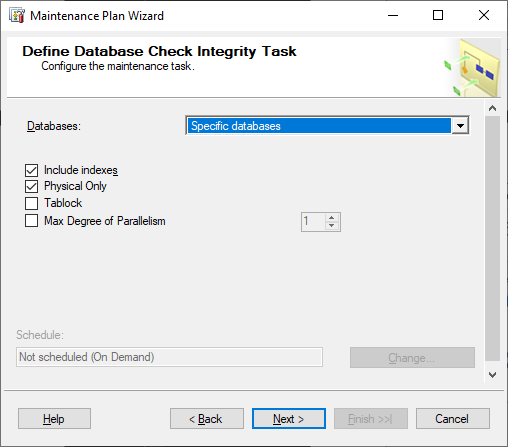 Maintenance Plan Wizard
Define Database Check Integrity Task
Configure the maintenance task.
Databases:
Specific databases
Include indexes
Physical Only
Tablock
Max Degree of Parallelism
1
Schedule:
Not scheduled (On Demand)
Change...
Help
< Back
Next >
Finish >>|
Cancel